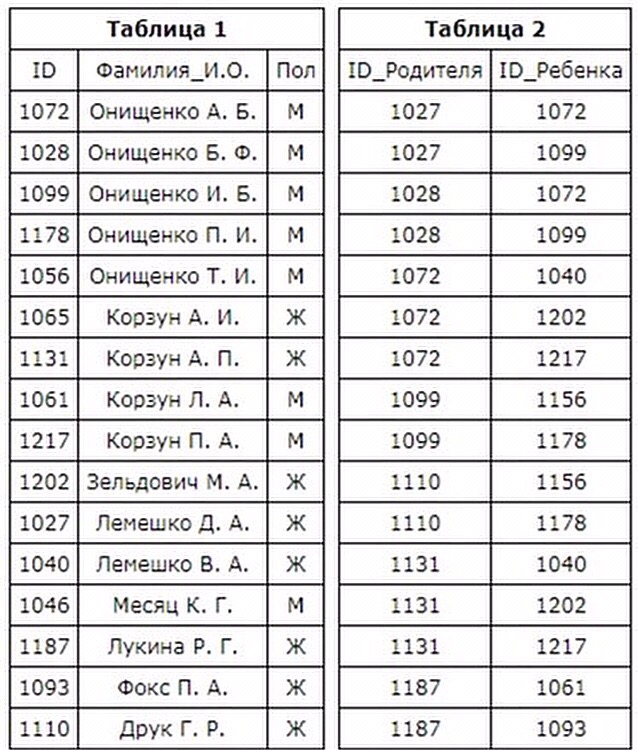 Таблица 1 Таблица 2
ID Фамилия_И.О. Пол ID_Родителя ID_Ребенка
1072 Онищенко А. Б. М 1027 1072
1028 Онищенко Б. Ф. М 1027 1099
1099 Онищенко И. Б. М 1028 1072
1178 Онищенко П. И. М 1028 1099
1056 Онищенко Т. И. М 1072 1040
1065 Корзун А. И. Ж 1072 1202
1131 Корзун А. П. Ж 1072 1217
1061 Корзун Л. А. М 1099 1156
1217 Корзун П. А. М 1099 1178
1202 Зельдович М. А. Ж 1110 1156
1027 Лемешко Д. А. Ж 1110 1178
1040 Лемешко В. А. Ж 1131 1040
1046 Месяц К. Г. М 1131 1202
1187 Лукина Р. Г. Ж 1131 1217
1093 Фокс П. А. Ж 1187 1061
1110 Друк Г. Р. Ж 1187 1093